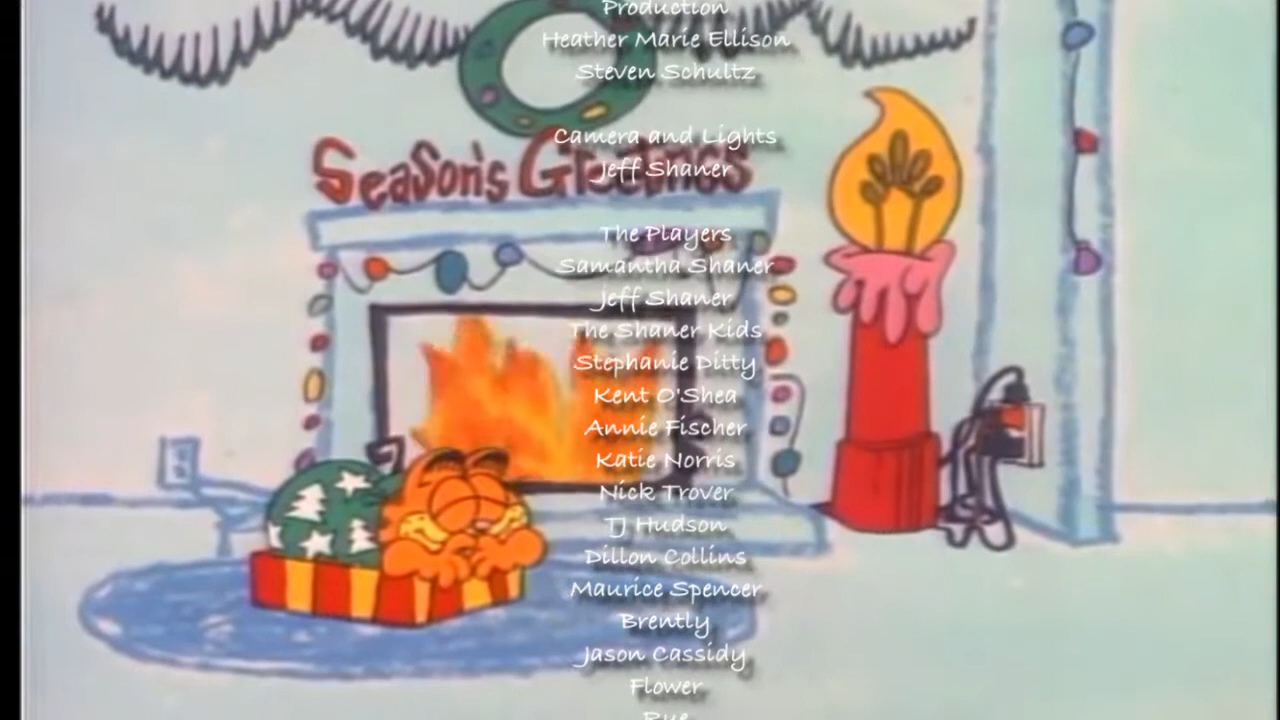 Production
Heather Marie Ellison
Steven Schultz
Camera and Lights
Season's Greetings
Jeff Shaner
The Players
Samantha Shaner
Jeff Shaner
The Shaner Kids
Stephanie Ditty
Kent O'Shea
Annie Fischer
Katie Norris
Nick Trover
TJ Hudson
Dillon Collins
Maurice Spencer
Brently
Jason Cassidy
Flower
Rue